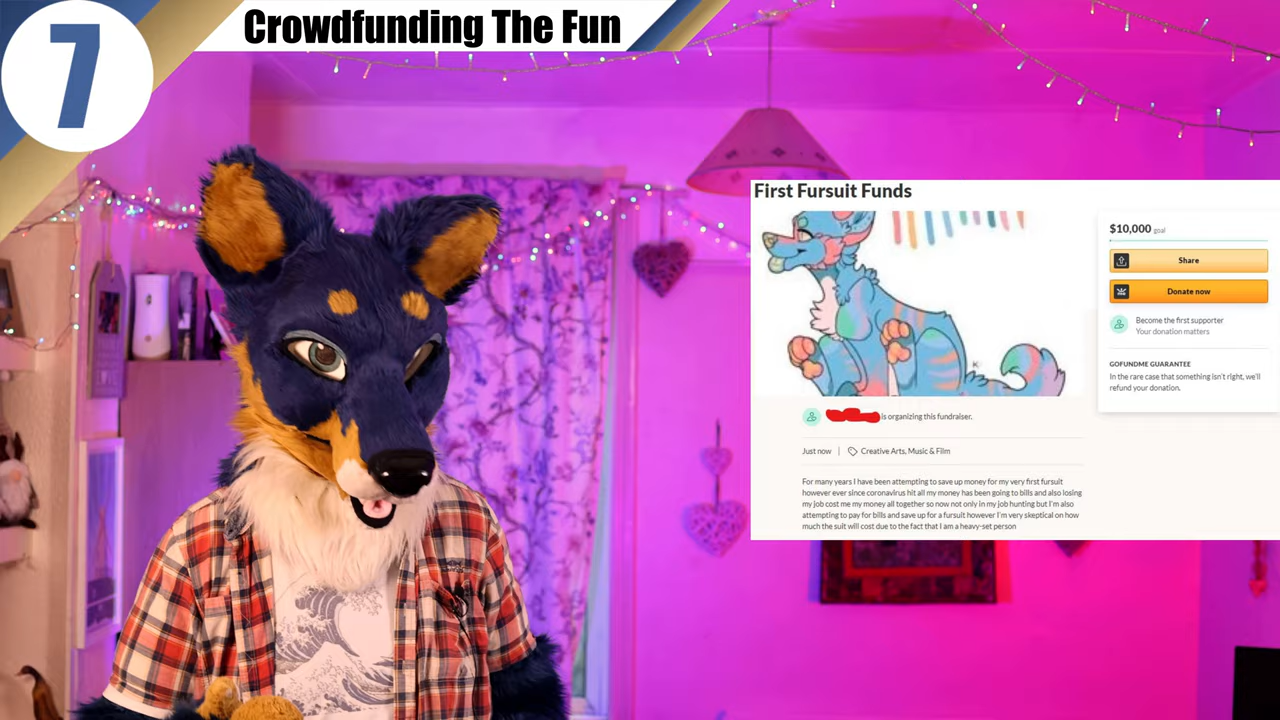 7
Crowdfunding The Fun
First Fursuit Funds
$10,000 goal
Share
Donate now
Become the first supporter
Your donation matters
GOFUNDME GUARANTEE
In the rare case that something isn't right, we'll
refund your donation.
is organizing this fundraiser.
Just now | Creative Arts, Music & Film
For many years I have been attempting to save up money for my very first fursuit
however ever since coronavirus hit all my money has been going to bills and also losing
my job cost me my money all together so now not only in my job hunting but I'm also
attempting to pay for bills and save up for a fursuit however I'm very skeptical on how
much the suit will cost due to the fact that I am a heavy-set person